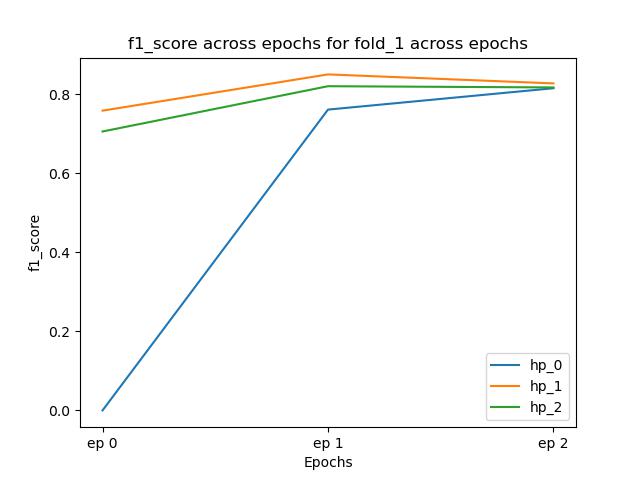 f1_score across epochs for fold_1 across epochs
f1_score
0.8
0.6
0.4
0.2
0.0
ep 0
ep 1
ep 2
Epochs
hp_0
hp_1
hp_2